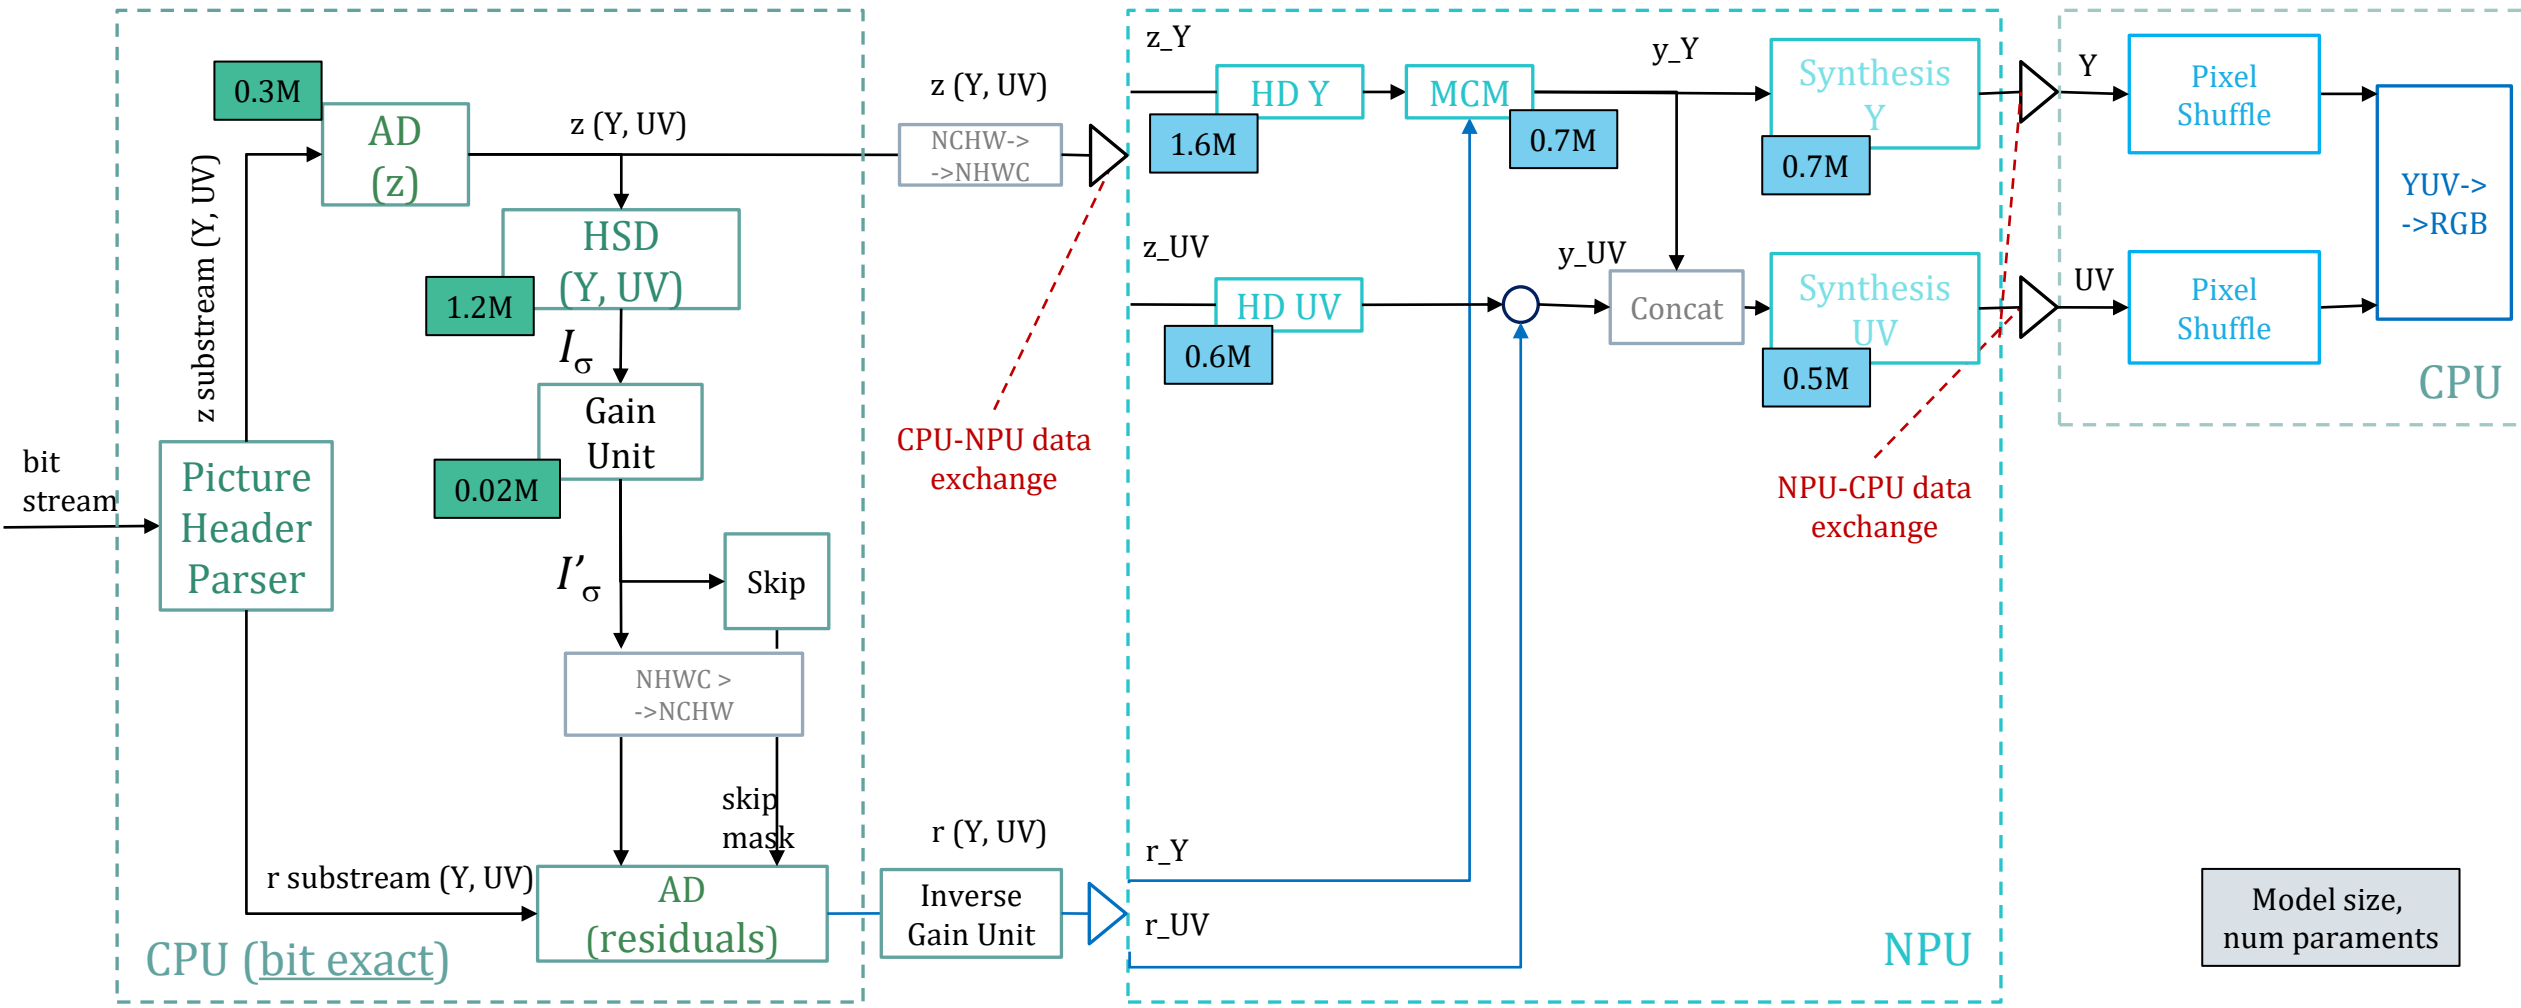 bit
stream
Picture
Header
Parser
z substream (Y, UV)
0.3M
AD
(z)
z (Y, UV)
HSD
(Y, UV)
1.2M
I σ
Gain
Unit
0.02M
I’ σ
Skip
NHWC >
->NCHW
skip
mask
r substream (Y, UV)
AD
(residuals)
CPU (bit exact)
z (Y, UV)
NCHW->
->NHWC
CPU-NPU data
exchange
r (Y, UV)
Inverse
Gain Unit
z_Y
HD Y
1.6M
MCM
0.7M
y_Y
Synthesis
Y
0.7M
z_UV
HD UV
0.6M
y_UV
Concat
Synthesis
UV
0.5M
NPU-CPU data
exchange
r_Y
r_UV
NPU
Y
Pixel
Shuffle
UV
Pixel
Shuffle
YUV->
->RGB
CPU
Model size,
num paraments